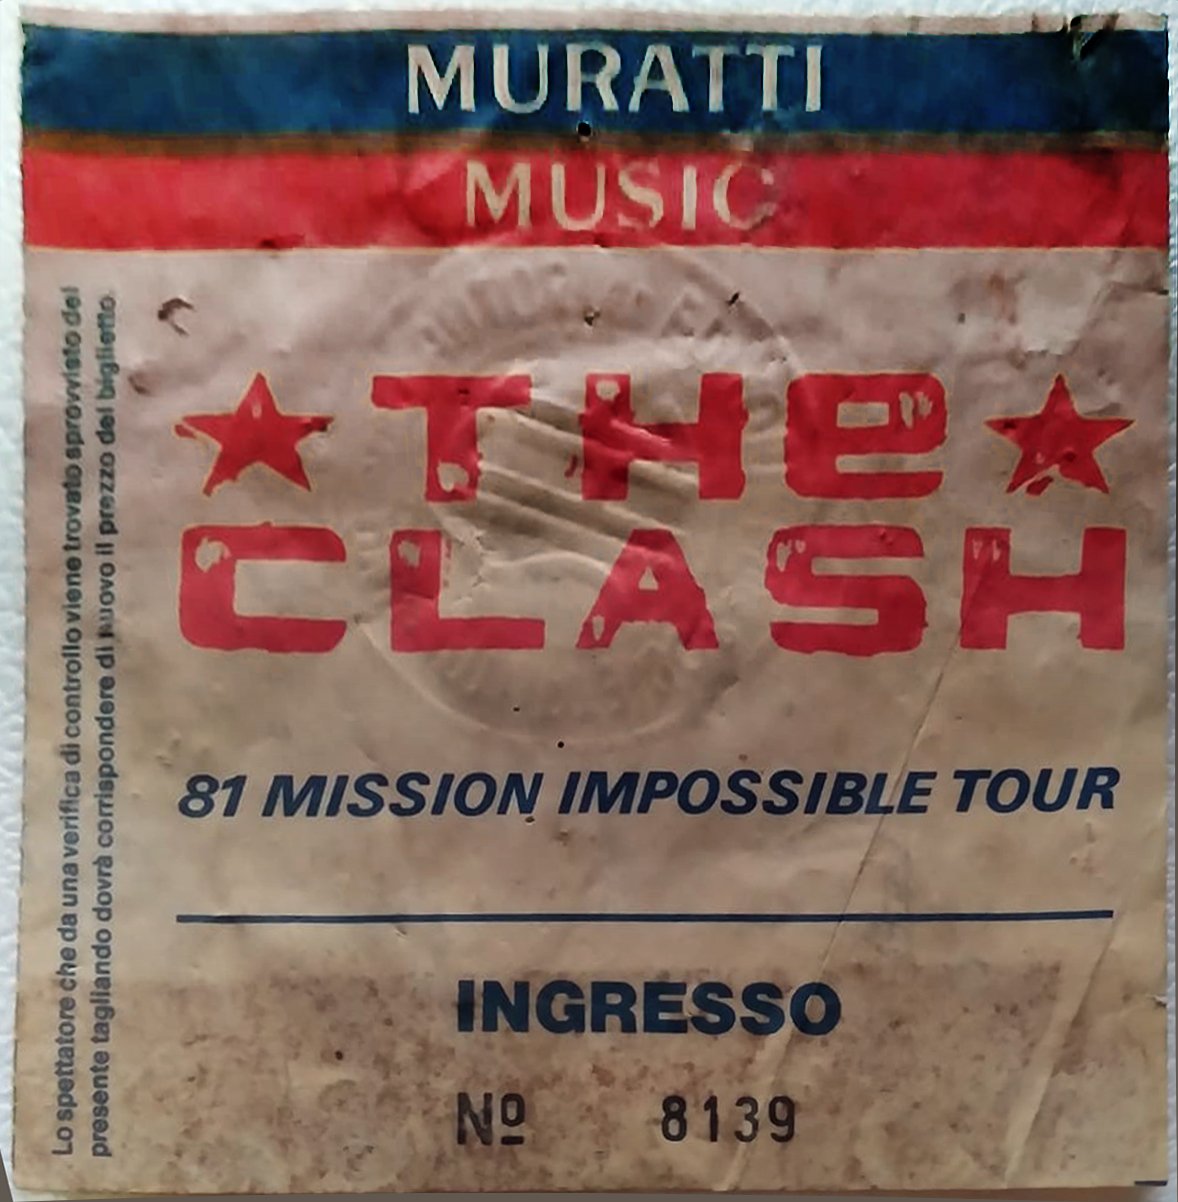 MURATTI
MUSIC
THe
CLASH
81 MISSION IMPOSSIBLE TOUR
INGRESSO
Nº 8139
Lo spettatore che da una verifica di controllo viene trovato sprovvisto del
presente tagliando dovrà corrispondere di nuovo il prezzo del biglietto.